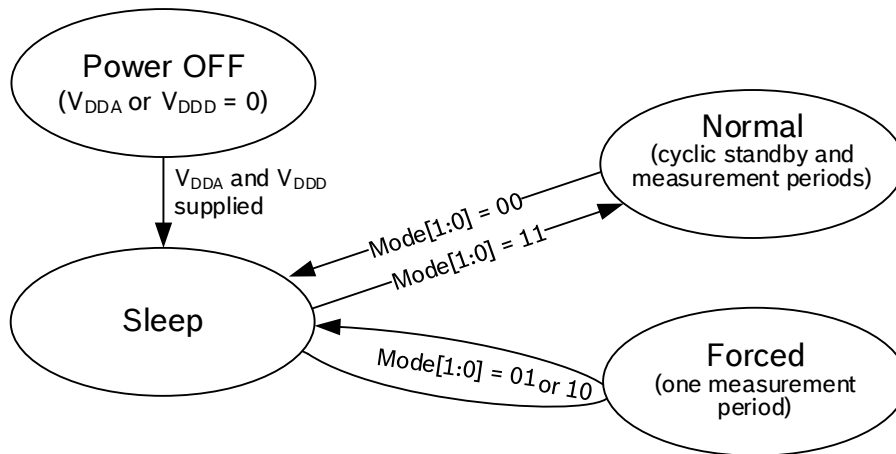 Power OFF
(VDDA or VDDD = 0)
VDDA and VDDD
supplied
Normal
(cyclic standby and
measurement periods)
Mode[1:0] = 00
Mode[1:0] = 11
Sleep
Mode[1:0] = 01 or 10
Forced
(one measurement
period)